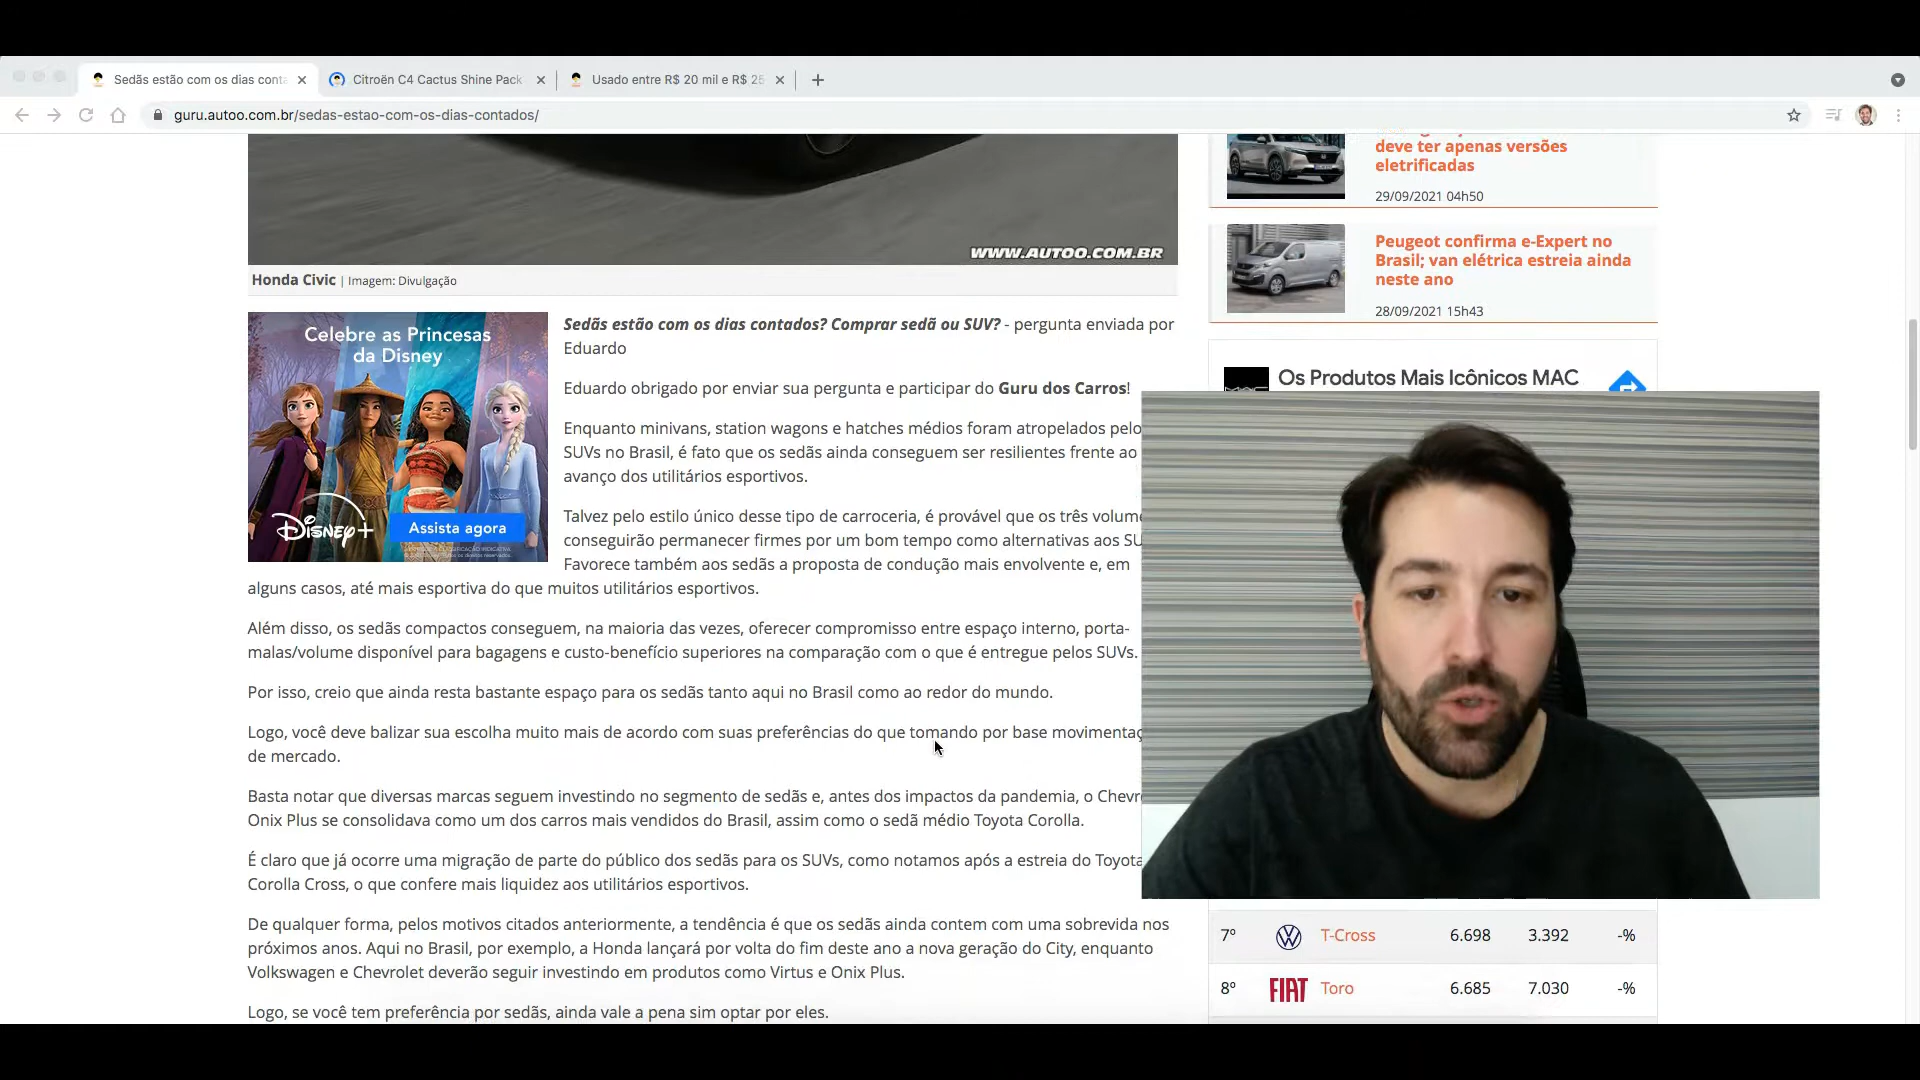 Sedãs estão com os dias conta
Citroën C4 Cactus Shine Pack
Usado entre R$ 20 mil e R$ 25
guru.autoo.com.br/sedas-estao-com-os-dias-contados/
WWW.AUTOO.COM.BR
Honda Civic | Imagem: Divulgação
Celebre as Princesas
da Disney
Disney+
Assista agora
Sedãs estão com os dias contados? Comprar sedã ou SUV? - pergunta enviada por
Eduardo
Eduardo obrigado por enviar sua pergunta e participar do Guru dos Carros!
Enquanto minivans, station wagons e hatches médios foram atropelados pelo
SUVs no Brasil, é fato que os sedãs ainda conseguem ser resilientes frente ao
avanço dos utilitários esportivos.
Talvez pelo estilo único desse tipo de carroceria, é provável que os três volum
conseguirão permanecer firmes por um bom tempo como alternativas aos SU
Favorece também aos sedãs a proposta de condução mais envolvente e, em
alguns casos, até mais esportiva do que muitos utilitários esportivos.
Além disso, os sedãs compactos conseguem, na maioria das vezes, oferecer compromisso entre espaço interno, porta-
malas/volume disponível para bagagens e custo-benefício superiores na comparação com o que é entregue pelos SUVs.
Por isso, creio que ainda resta bastante espaço para os sedãs tanto aqui no Brasil como ao redor do mundo.
Logo, você deve balizar sua escolha muito mais de acordo com suas preferências do que tomando por base movimentaç
de mercado.
Basta notar que diversas marcas seguem investindo no segmento de sedãs e, antes dos impactos da pandemia, o Chevr
Onix Plus se consolidava como um dos carros mais vendidos do Brasil, assim como o sedã médio Toyota Corolla.
É claro que já ocorre uma migração de parte do público dos sedãs para os SUVs, como notamos após a estreia do Toyota
Corolla Cross, o que confere mais liquidez aos utilitários esportivos.
De qualquer forma, pelos motivos citados anteriormente, a tendência é que os sedãs ainda contem com uma sobrevida nos
próximos anos. Aqui no Brasil, por exemplo, a Honda lançará por volta do fim deste ano a nova geração do City, enquanto
Volkswagen e Chevrolet deverão seguir investindo em produtos como Virtus e Onix Plus.
Logo, se você tem preferência por sedãs, ainda vale a pena sim optar por eles.
deve ter apenas versões
eletrificadas
29/09/2021 04h50
Peugeot confirma e-Expert no
Brasil; van elétrica estreia ainda
neste ano
28/09/2021 15h43
Os Produtos Mais Icônicos MAC
7º T-Cross 6.698 3.392 -%
8º FIAT Toro 6.685 7.030 -%